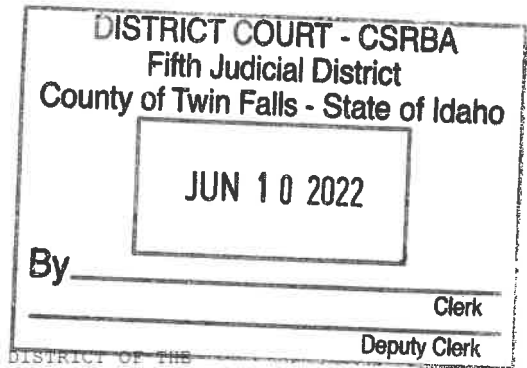 DISTRICT COURT - CSRBA
Fifth Judicial District
County of Twin Falls - State of Idaho
JUN 10 2022
By
Clerk
Deputy Clerk
DISTRICT OF THE